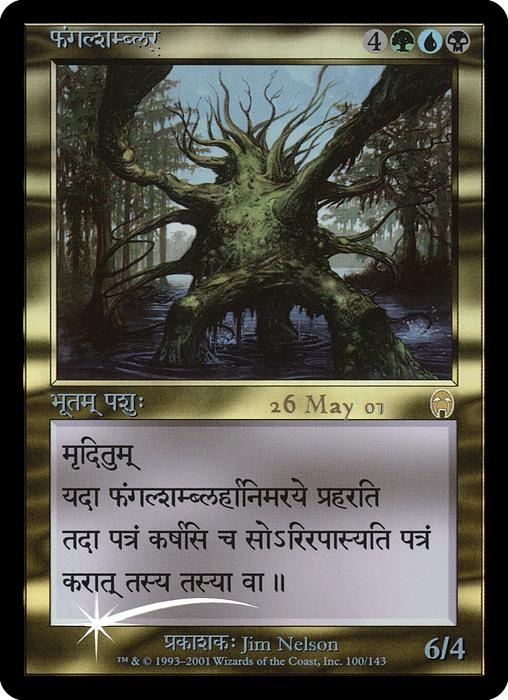 फंगल्शम्ब्लर्
4
भूतम् पशुः
26 May 01
मृदितुम्
यदा फंगल्शम्ब्लर्हानिमरये प्रहरति
तदा पत्रं कर्षसि च सोऽरिरपास्यति पत्रं
करात् तस्य तस्या वा ॥
प्रकाशकः Jim Nelson
6/4
™ & © 1993–2001 Wizards of the Coast, Inc. 100/143